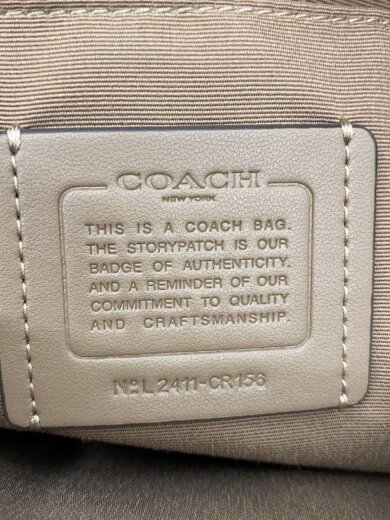 COACH
NEW YORK
THIS IS A COACH BAG.
THE STORYPATCH IS OUR
BADGE OF AUTHENTICITY.
AND A REMINDER OF OUR
COMMITMENT TO QUALITY
AND CRAFTSMANSHIP.
No L2411-CR156